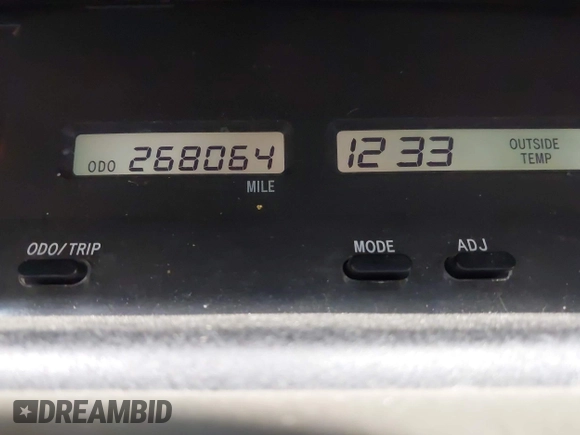 ODO 268064
MILE
12 33 OUTSIDE
TEMP
ODO/TRIP
MODE
ADJ
DREAMBID